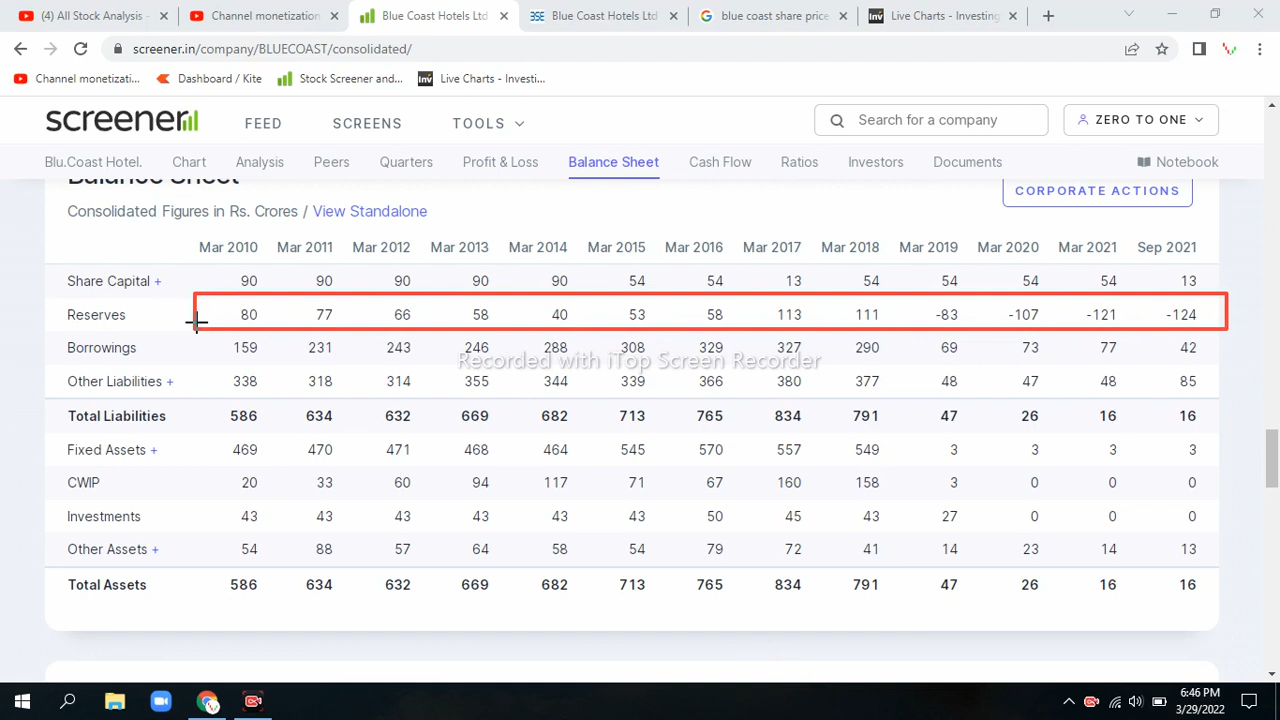 (4) All Stock Analysis -
Channel monetization
Blue Coast Hotels Ltd
Blue Coast Hotels Ltd
blue coast share price
Live Charts - Investing
screener.in/company/BLUECOAST/consolidated/
Channel monetizati...
Dashboard / Kite
Stock Screener and...
Live Charts - Investi...
screener
FEED SCREENS TOOLS
Search for a company
ZERO TO ONE
Blu.Coast Hotel. Chart Analysis Peers Quarters Profit & Loss Balance Sheet Cash Flow Ratios Investors Documents Notebook
Balance Sheet
CORPORATE ACTIONS
Consolidated Figures in Rs. Crores / View Standalone
Mar 2010 Mar 2011 Mar 2012 Mar 2013 Mar 2014 Mar 2015 Mar 2016 Mar 2017 Mar 2018 Mar 2019 Mar 2020 Mar 2021 Sep 2021
Share Capital + 90 90 90 90 90 54 54 13 54 54 54 54 13
Reserves 80 77 66 58 40 53 58 113 111 -83 -107 -121 -124
Borrowings 159 231 243 246 288 308 329 327 290 69 73 77 42
Recorded with iTop Screen Recorder
Other Liabilities + 338 318 314 355 344 339 366 380 377 48 47 48 85
Total Liabilities 586 634 632 669 682 713 765 834 791 47 26 16 16
Fixed Assets + 469 470 471 468 464 545 570 557 549 3 3 3 3
CWIP 20 33 60 94 117 71 67 160 158 3 0 0 0
Investments 43 43 43 43 43 43 50 45 43 27 0 0 0
Other Assets + 54 88 57 64 58 54 79 72 41 14 23 14 13
Total Assets 586 634 632 669 682 713 765 834 791 47 26 16 16
6:46 PM
3/29/2022